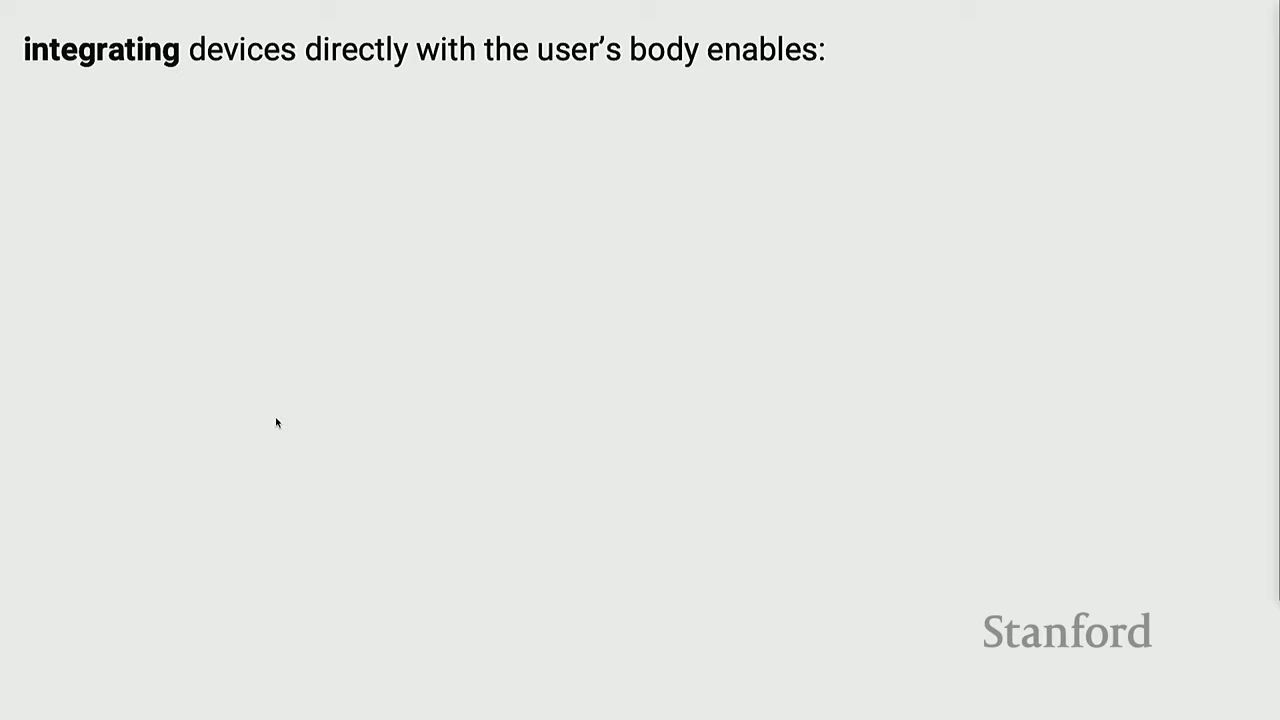 integrating devices directly with the user’s body enables:
Stanford